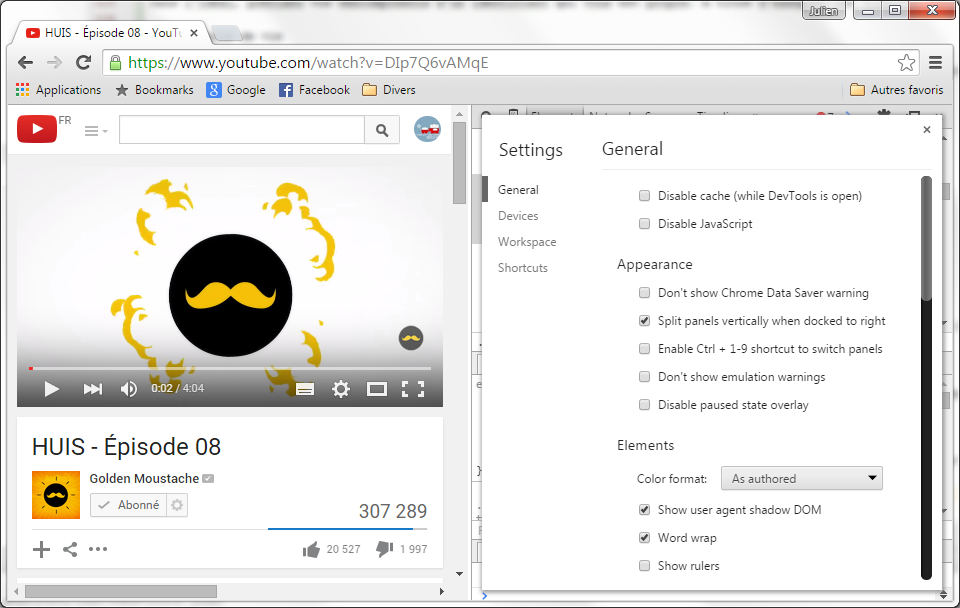 Julien
HUIS - Épisode 08 - YouTu
https://www.youtube.com/watch?v=DIp7Q6vAMqE
Applications Bookmarks Google Facebook Divers Autres favoris
FR
Settings
General
Devices
Workspace
Shortcuts
General
Disable cache (while DevTools is open)
Disable JavaScript
Appearance
Don't show Chrome Data Saver warning
Split panels vertically when docked to right
Enable Ctrl + 1-9 shortcut to switch panels
Don't show emulation warnings
Disable paused state overlay
Elements
Color format: As authored
Show user agent shadow DOM
Word wrap
Show rulers
0:02 / 4:04
HUIS - Épisode 08
Golden Moustache
Abonné
307 289
20 527 1 997